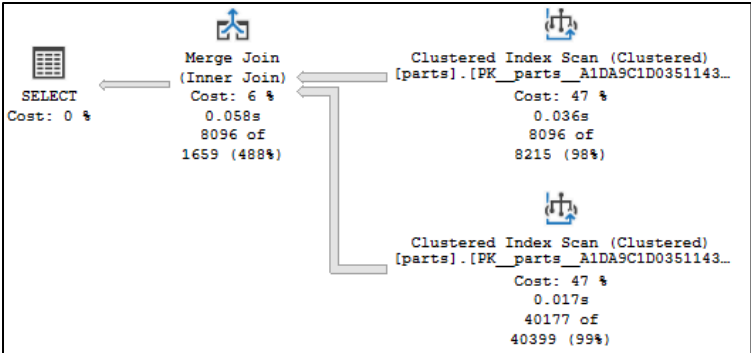 Merge Join
(Inner Join)
Cost: 6 %
0.058s
8096 of
1659 (488%)
SELECT
Cost: 0 %
Clustered Index Scan (Clustered)
[parts].[PK__parts__A1DA9C1D0351143…
Cost: 47 %
0.036s
8096 of
8215 (98%)
Clustered Index Scan (Clustered)
[parts].[PK__parts__A1DA9C1D0351143…
Cost: 47 %
0.017s
40177 of
40399 (99%)